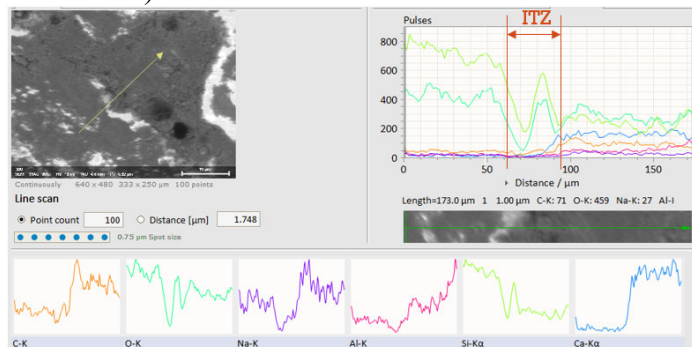 Pulses
ITZ
800
600
400
200
0
0 50 100 150
Distance / µm
Continuously 640 x 480 333 x 250 µm 100 points
Line scan
Point count 100 Distance [µm] 1.748
0.75 µm Spot size
Length=173.0 µm 1 1.00 µm C-K: 71 O-K: 459 Na-K: 27 Al-I
C-K O-K Na-K Al-K Si-Kα Ca-Kα